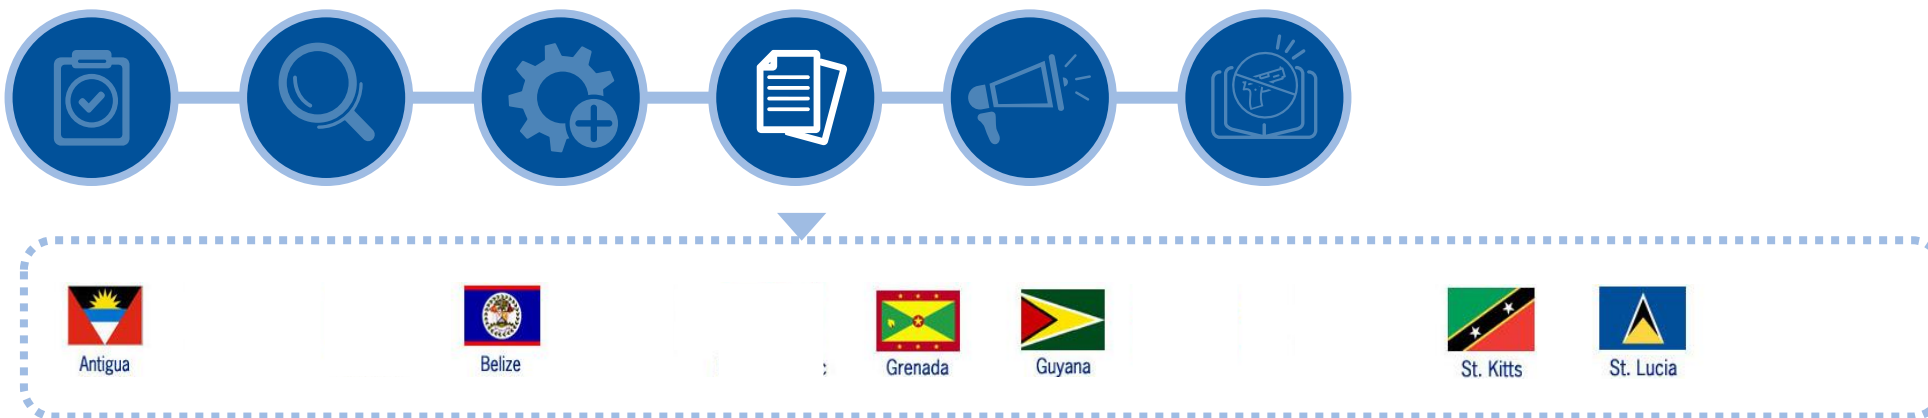 Antigua
Belize
Grenada
Guyana
St. Kitts
St. Lucia